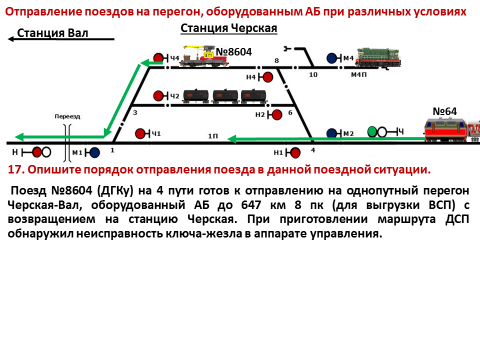 Отправление поездов на перегон, оборудованным АБ при различных условиях
Станция Черская
Станция Вал
№8604
Ч4
8
М4
Н4
10
М4П
Ч2
№64
3
Н2
6
Переезд
Ч1
1П
М2
Ч
Н
М1
1
Н1
4
17. Опишите порядок отправления поезда в данной поездной ситуации.
Поезд №8604 (ДГКу) на 4 пути готов к отправлению на однопутный перегон
Черская-Вал, оборудованный АБ до 647 км 8 пк (для выгрузки ВСП) с
возвращением на станцию Черская. При приготовлении маршрута ДСП
обнаружил неисправность ключа-жезла в аппарате управления.